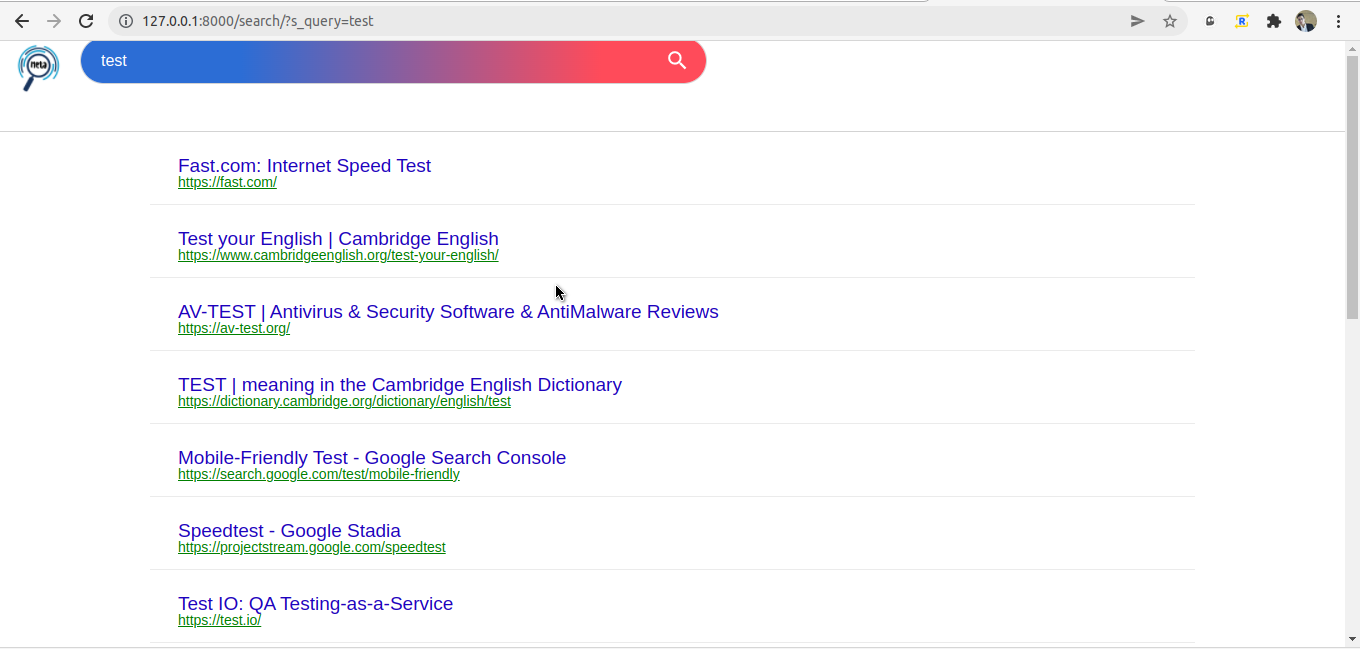 127.0.0.1:8000/search/?s_query=test
meta
test
Fast.com: Internet Speed Test
https://fast.com/
Test your English | Cambridge English
https://www.cambridgeenglish.org/test-your-english/
AV-TEST | Antivirus & Security Software & AntiMalware Reviews
https://av-test.org/
TEST | meaning in the Cambridge English Dictionary
https://dictionary.cambridge.org/dictionary/english/test
Mobile-Friendly Test - Google Search Console
https://search.google.com/test/mobile-friendly
Speedtest - Google Stadia
https://projectstream.google.com/speedtest
Test IO: QA Testing-as-a-Service
https://test.io/